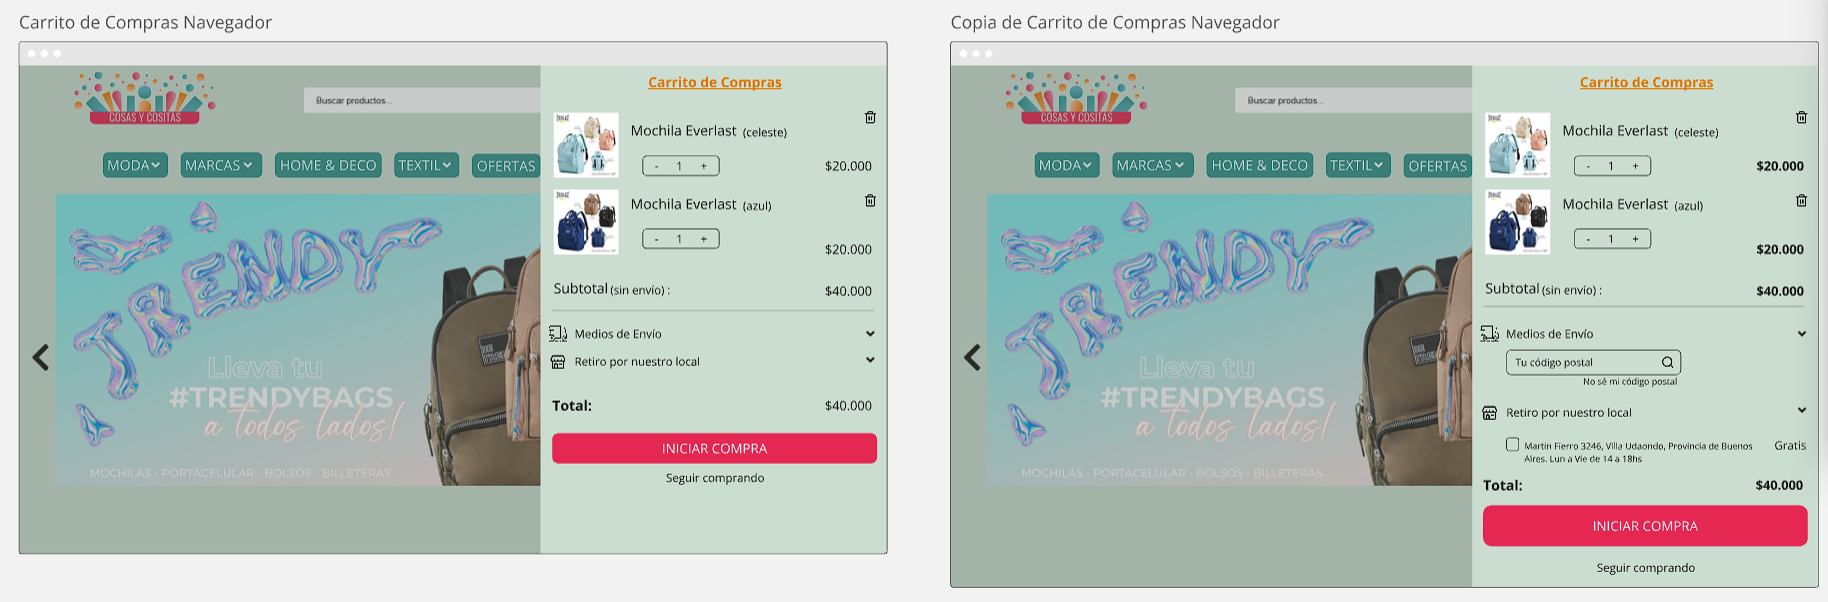 Carrito de Compras Navegador
COSAS Y COSITAS
Buscar productos...
MODA MARCAS HOME & DECO TEXTIL OFERTAS
TRENDY
Lleva tu
#TRENDYBAGS
a todos lados!
MOCHILAS - PORTACELULAR - BOLSOS - BILLETERAS
Carrito de Compras
Mochila Everlast (celeste)
- 1 +
$20.000
Mochila Everlast (azul)
- 1 +
$20.000
Subtotal (sin envío) : $40.000
Medios de Envío
Retiro por nuestro local
Total: $40.000
INICIAR COMPRA
Seguir comprando
Copia de Carrito de Compras Navegador
COSAS Y COSITAS
Buscar productos...
MODA MARCAS HOME & DECO TEXTIL OFERTAS
TRENDY
Lleva tu
#TRENDYBAGS
a todos lados!
MOCHILAS - PORTACELULAR - BOLSOS - BILLETERAS
Carrito de Compras
Mochila Everlast (celeste)
- 1 +
$20.000
Mochila Everlast (azul)
- 1 +
$20.000
Subtotal (sin envío) : $40.000
Medios de Envío
Tu código postal
No sé mi código postal
Retiro por nuestro local
Martín Fierro 3246, Villa Udaondo, Provincia de Buenos Gratis
Aires. Lun a Vie de 14 a 18hs
Total: $40.000
INICIAR COMPRA
Seguir comprando